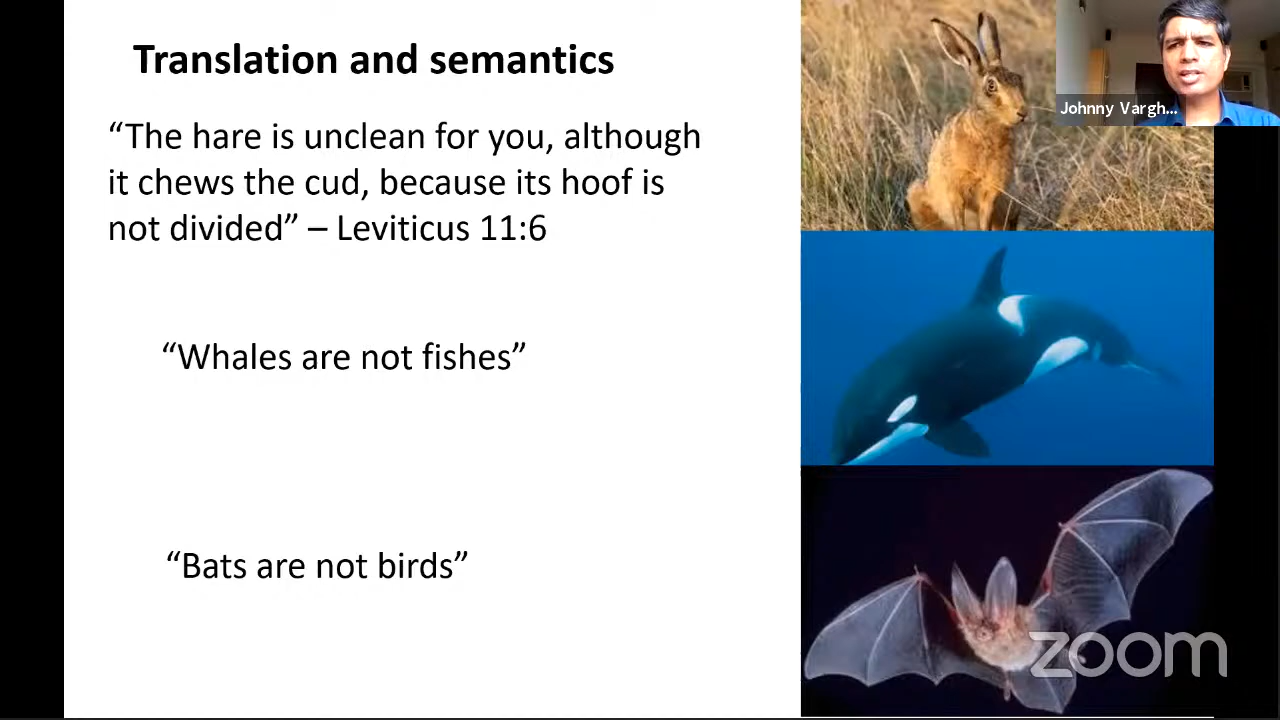 Translation and semantics
“The hare is unclean for you, although
it chews the cud, because its hoof is
not divided” – Leviticus 11:6
“Whales are not fishes”
“Bats are not birds”
Johnny Vargh...
zoom